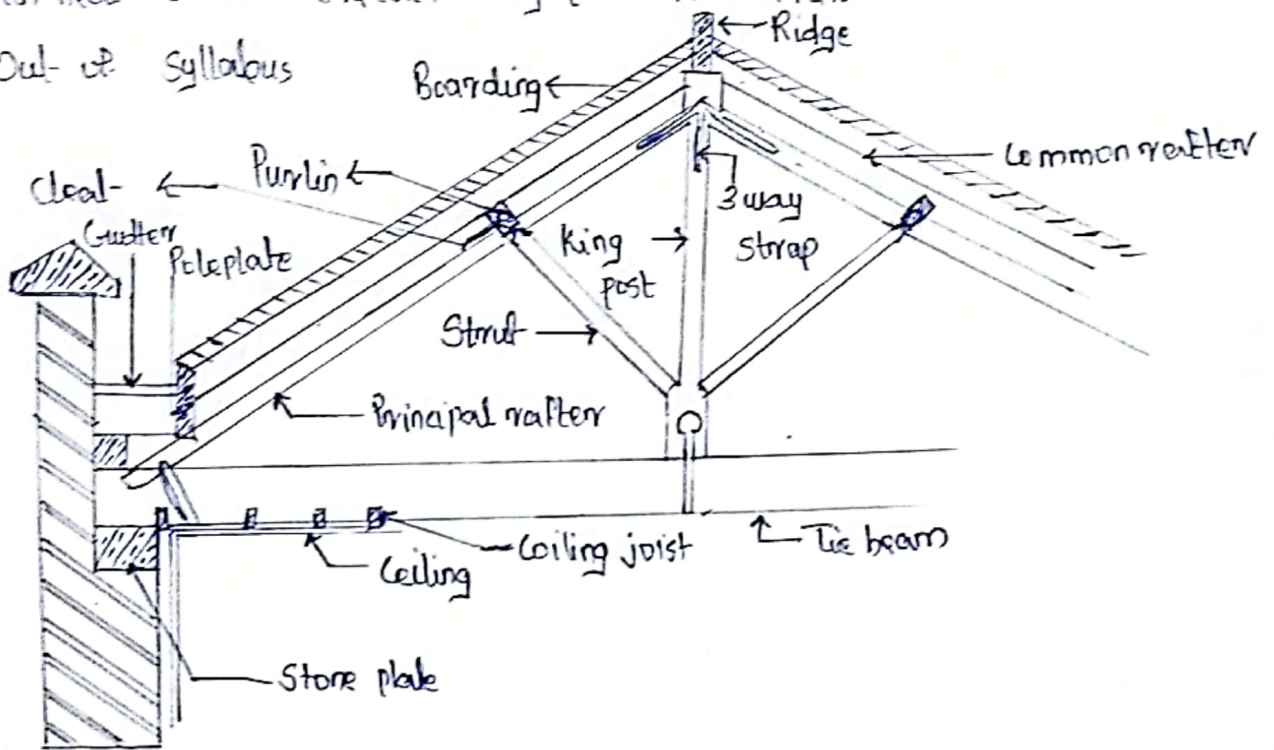 Out of Syllabus
Ridge
Boarding
Common rafter
Purlin
Cleat
3 way
strap
Gutter
Poleplate
King
post
Strut
Principal rafter
Coiling joist
Tie beam
Ceiling
Stone plate